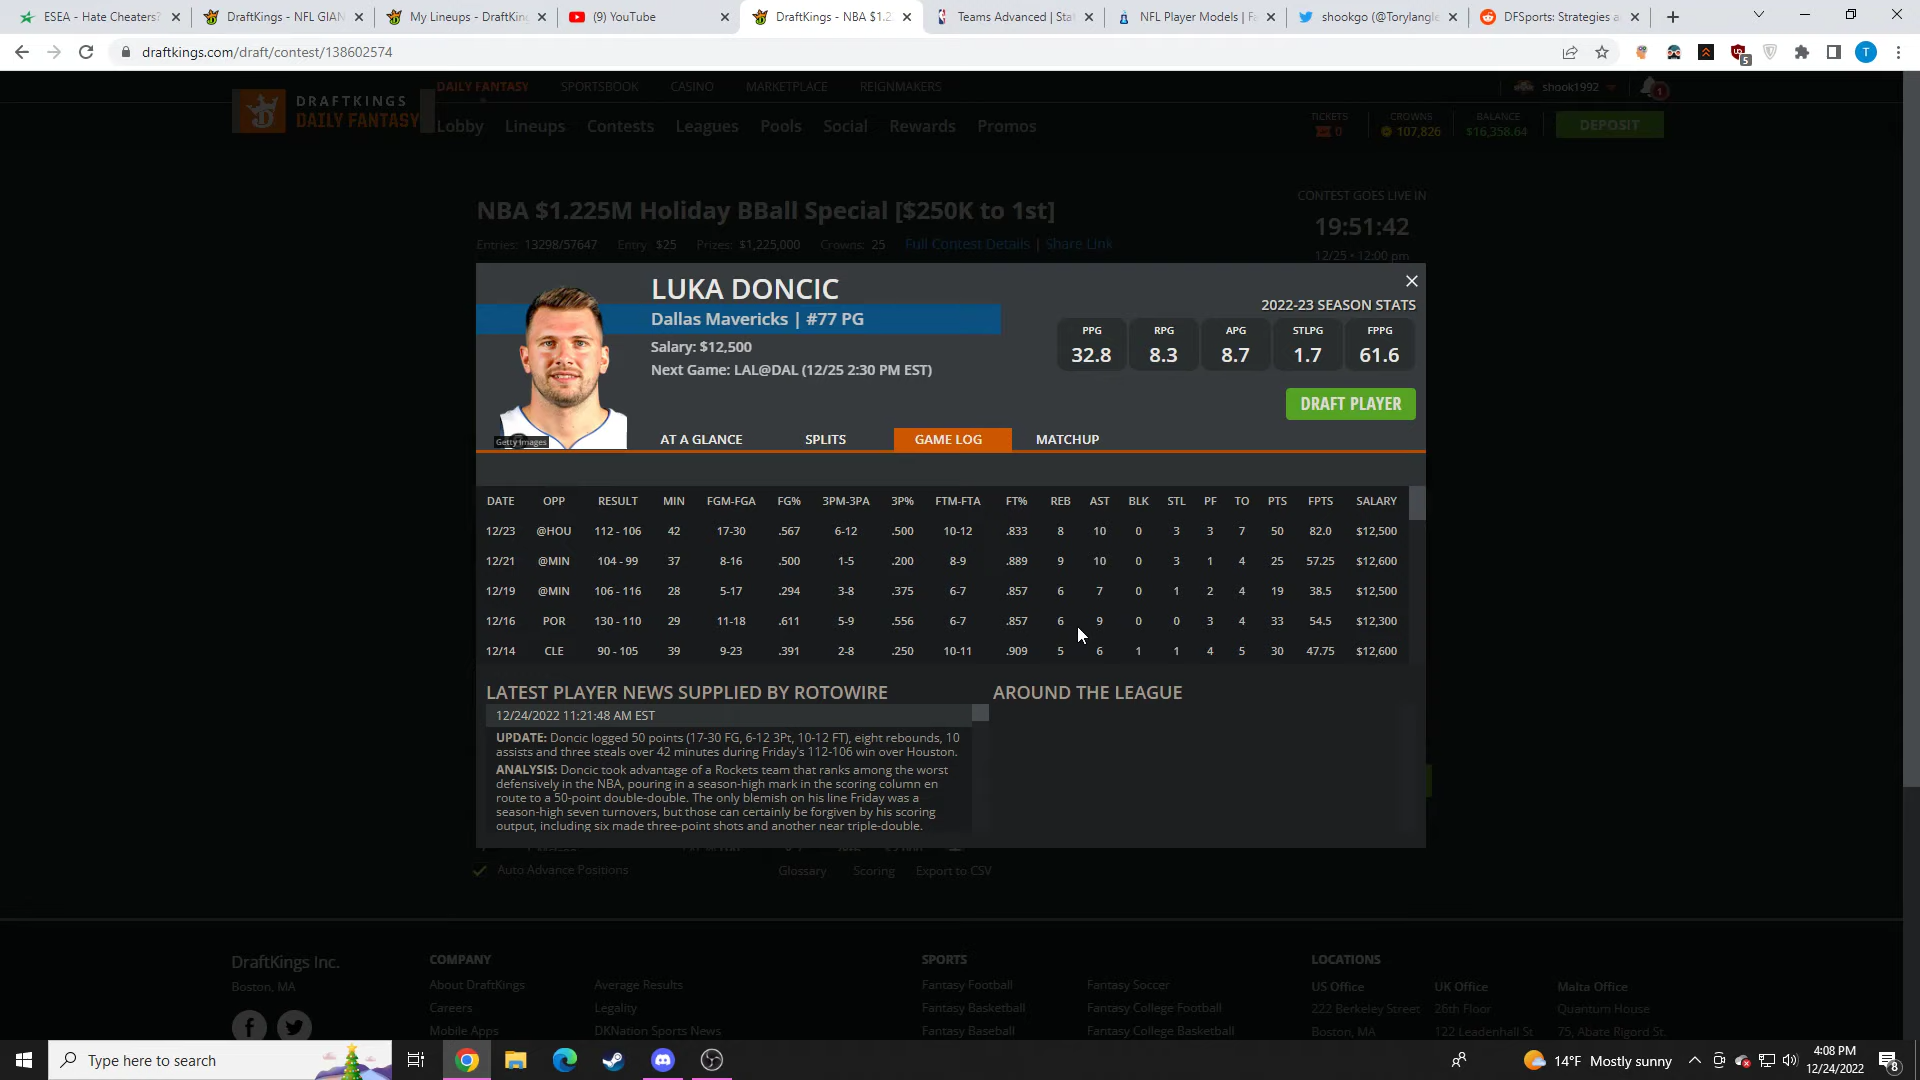 ESEA - Hate Cheaters?
DraftKings - NFL GIAN
My Lineups - DraftKin
(9) YouTube
DraftKings - NBA $1.2
Teams Advanced | Sta
NFL Player Models | F
shookgo (@Torylangle
DFSports: Strategies a
draftkings.com/draft/contest/138602574
5
T
DRAFTKINGS
DAILY FANTASY
DAILY FANTASY SPORTSBOOK CASINO MARKETPLACE REIGNMAKERS
shook1992
1
Lobby Lineups Contests Leagues Pools Social Rewards Promos
TICKETS
0
CROWNS
107,826
BALANCE
$16,358.64
DEPOSIT
NBA $1.225M Holiday BBall Special [$250K to 1st]
Entries: 13298/57647 Entry: $25 Prizes: $1,225,000 Crowns: 25 Full Contest Details | Share Link
CONTEST GOES LIVE IN
19:51:42
12/25 • 12:00 pm
LUKA DONCIC
Dallas Mavericks | #77 PG
Salary: $12,500
Next Game: LAL@DAL (12/25 2:30 PM EST)
Getty Images
2022-23 SEASON STATS
PPG RPG APG STLPG FPPG
32.8 8.3 8.7 1.7 61.6
DRAFT PLAYER
AT A GLANCE SPLITS GAME LOG MATCHUP
DATE OPP RESULT MIN FGM-FGA FG% 3PM-3PA 3P% FTM-FTA FT% REB AST BLK STL PF TO PTS FPTS SALARY
12/23 @HOU 112 - 106 42 17-30 .567 6-12 .500 10-12 .833 8 10 0 3 3 7 50 82.0 $12,500
12/21 @MIN 104 - 99 37 8-16 .500 1-5 .200 8-9 .889 9 10 0 3 1 4 25 57.25 $12,600
12/19 @MIN 106 - 116 28 5-17 .294 3-8 .375 6-7 .857 6 7 0 1 2 4 19 38.5 $12,500
12/16 POR 130 - 110 29 11-18 .611 5-9 .556 6-7 .857 6 9 0 0 3 4 33 54.5 $12,300
12/14 CLE 90 - 105 39 9-23 .391 2-8 .250 10-11 .909 5 6 1 1 4 5 30 47.75 $12,600
LATEST PLAYER NEWS SUPPLIED BY ROTOWIRE
12/24/2022 11:21:48 AM EST
UPDATE: Doncic logged 50 points (17-30 FG, 6-12 3Pt, 10-12 FT), eight rebounds, 10
assists and three steals over 42 minutes during Friday's 112-106 win over Houston.
ANALYSIS: Doncic took advantage of a Rockets team that ranks among the worst
defensively in the NBA, pouring in a season-high mark in the scoring column en
route to a 50-point double-double. The only blemish on his line Friday was a
season-high seven turnovers, but those can certainly be forgiven by his scoring
output, including six made three-point shots and another near triple-double.
AROUND THE LEAGUE
Auto Advance Positions
Glossary Scoring Export to CSV
DraftKings Inc.
Boston, MA
COMPANY
About DraftKings Average Results
Careers Legality
Mobile Apps DKNation Sports News
SPORTS
Fantasy Football Fantasy Soccer
Fantasy Basketball Fantasy College Football
Fantasy Baseball Fantasy College Basketball
LOCATIONS
US Office UK Office Malta Office
222 Berkeley Street 26th Floor Quantum House
Boston, MA 122 Leadenhall St. 75, Abate Rigord St.
Type here to search
14°F Mostly sunny
4:08 PM
12/24/2022
8